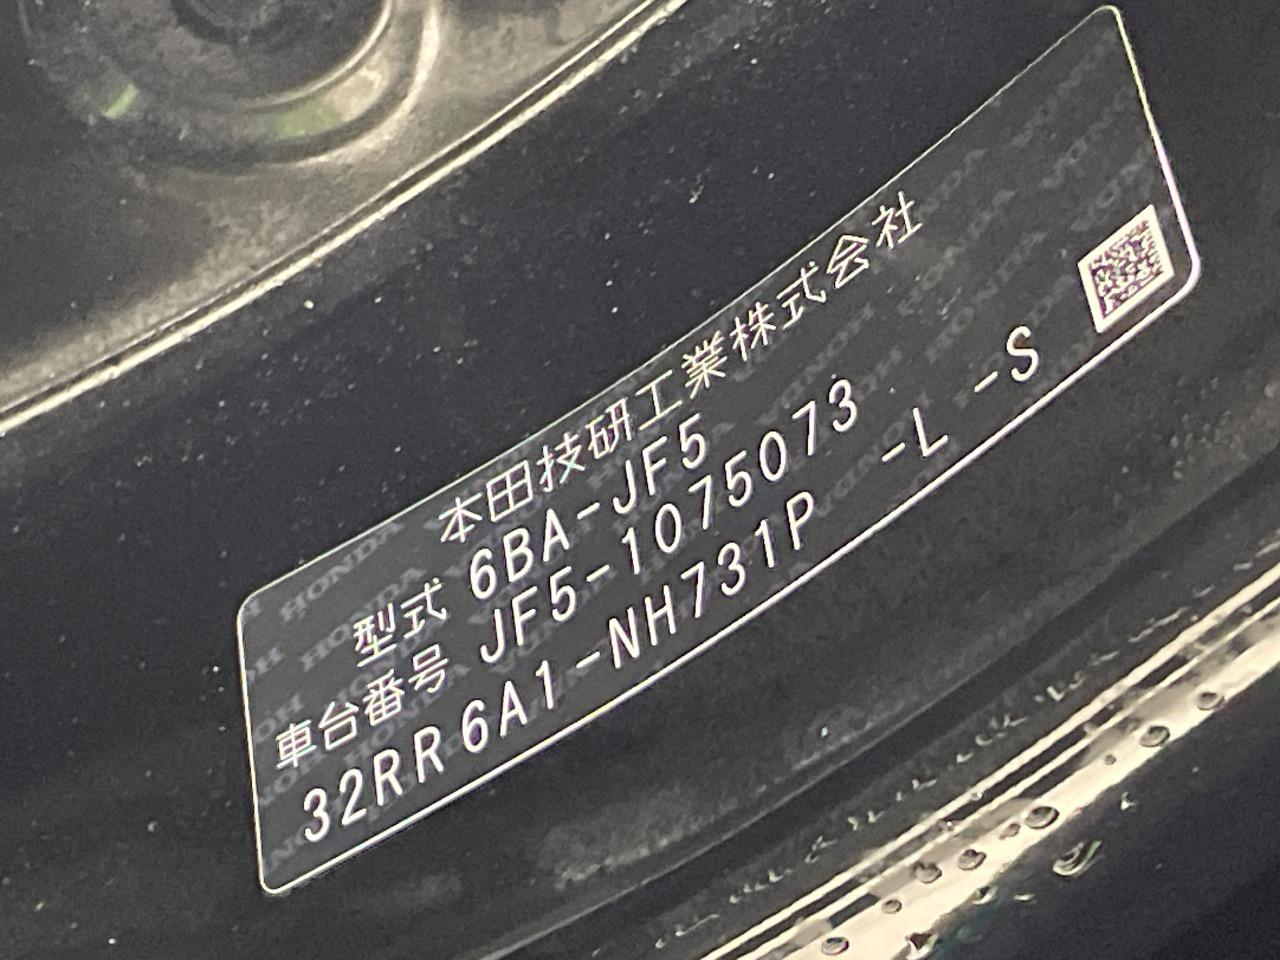 本田技研工業株式会社
型式 6BA-JF5
車台番号 JF5-1075073
32RR6A1-NH731P -L -S